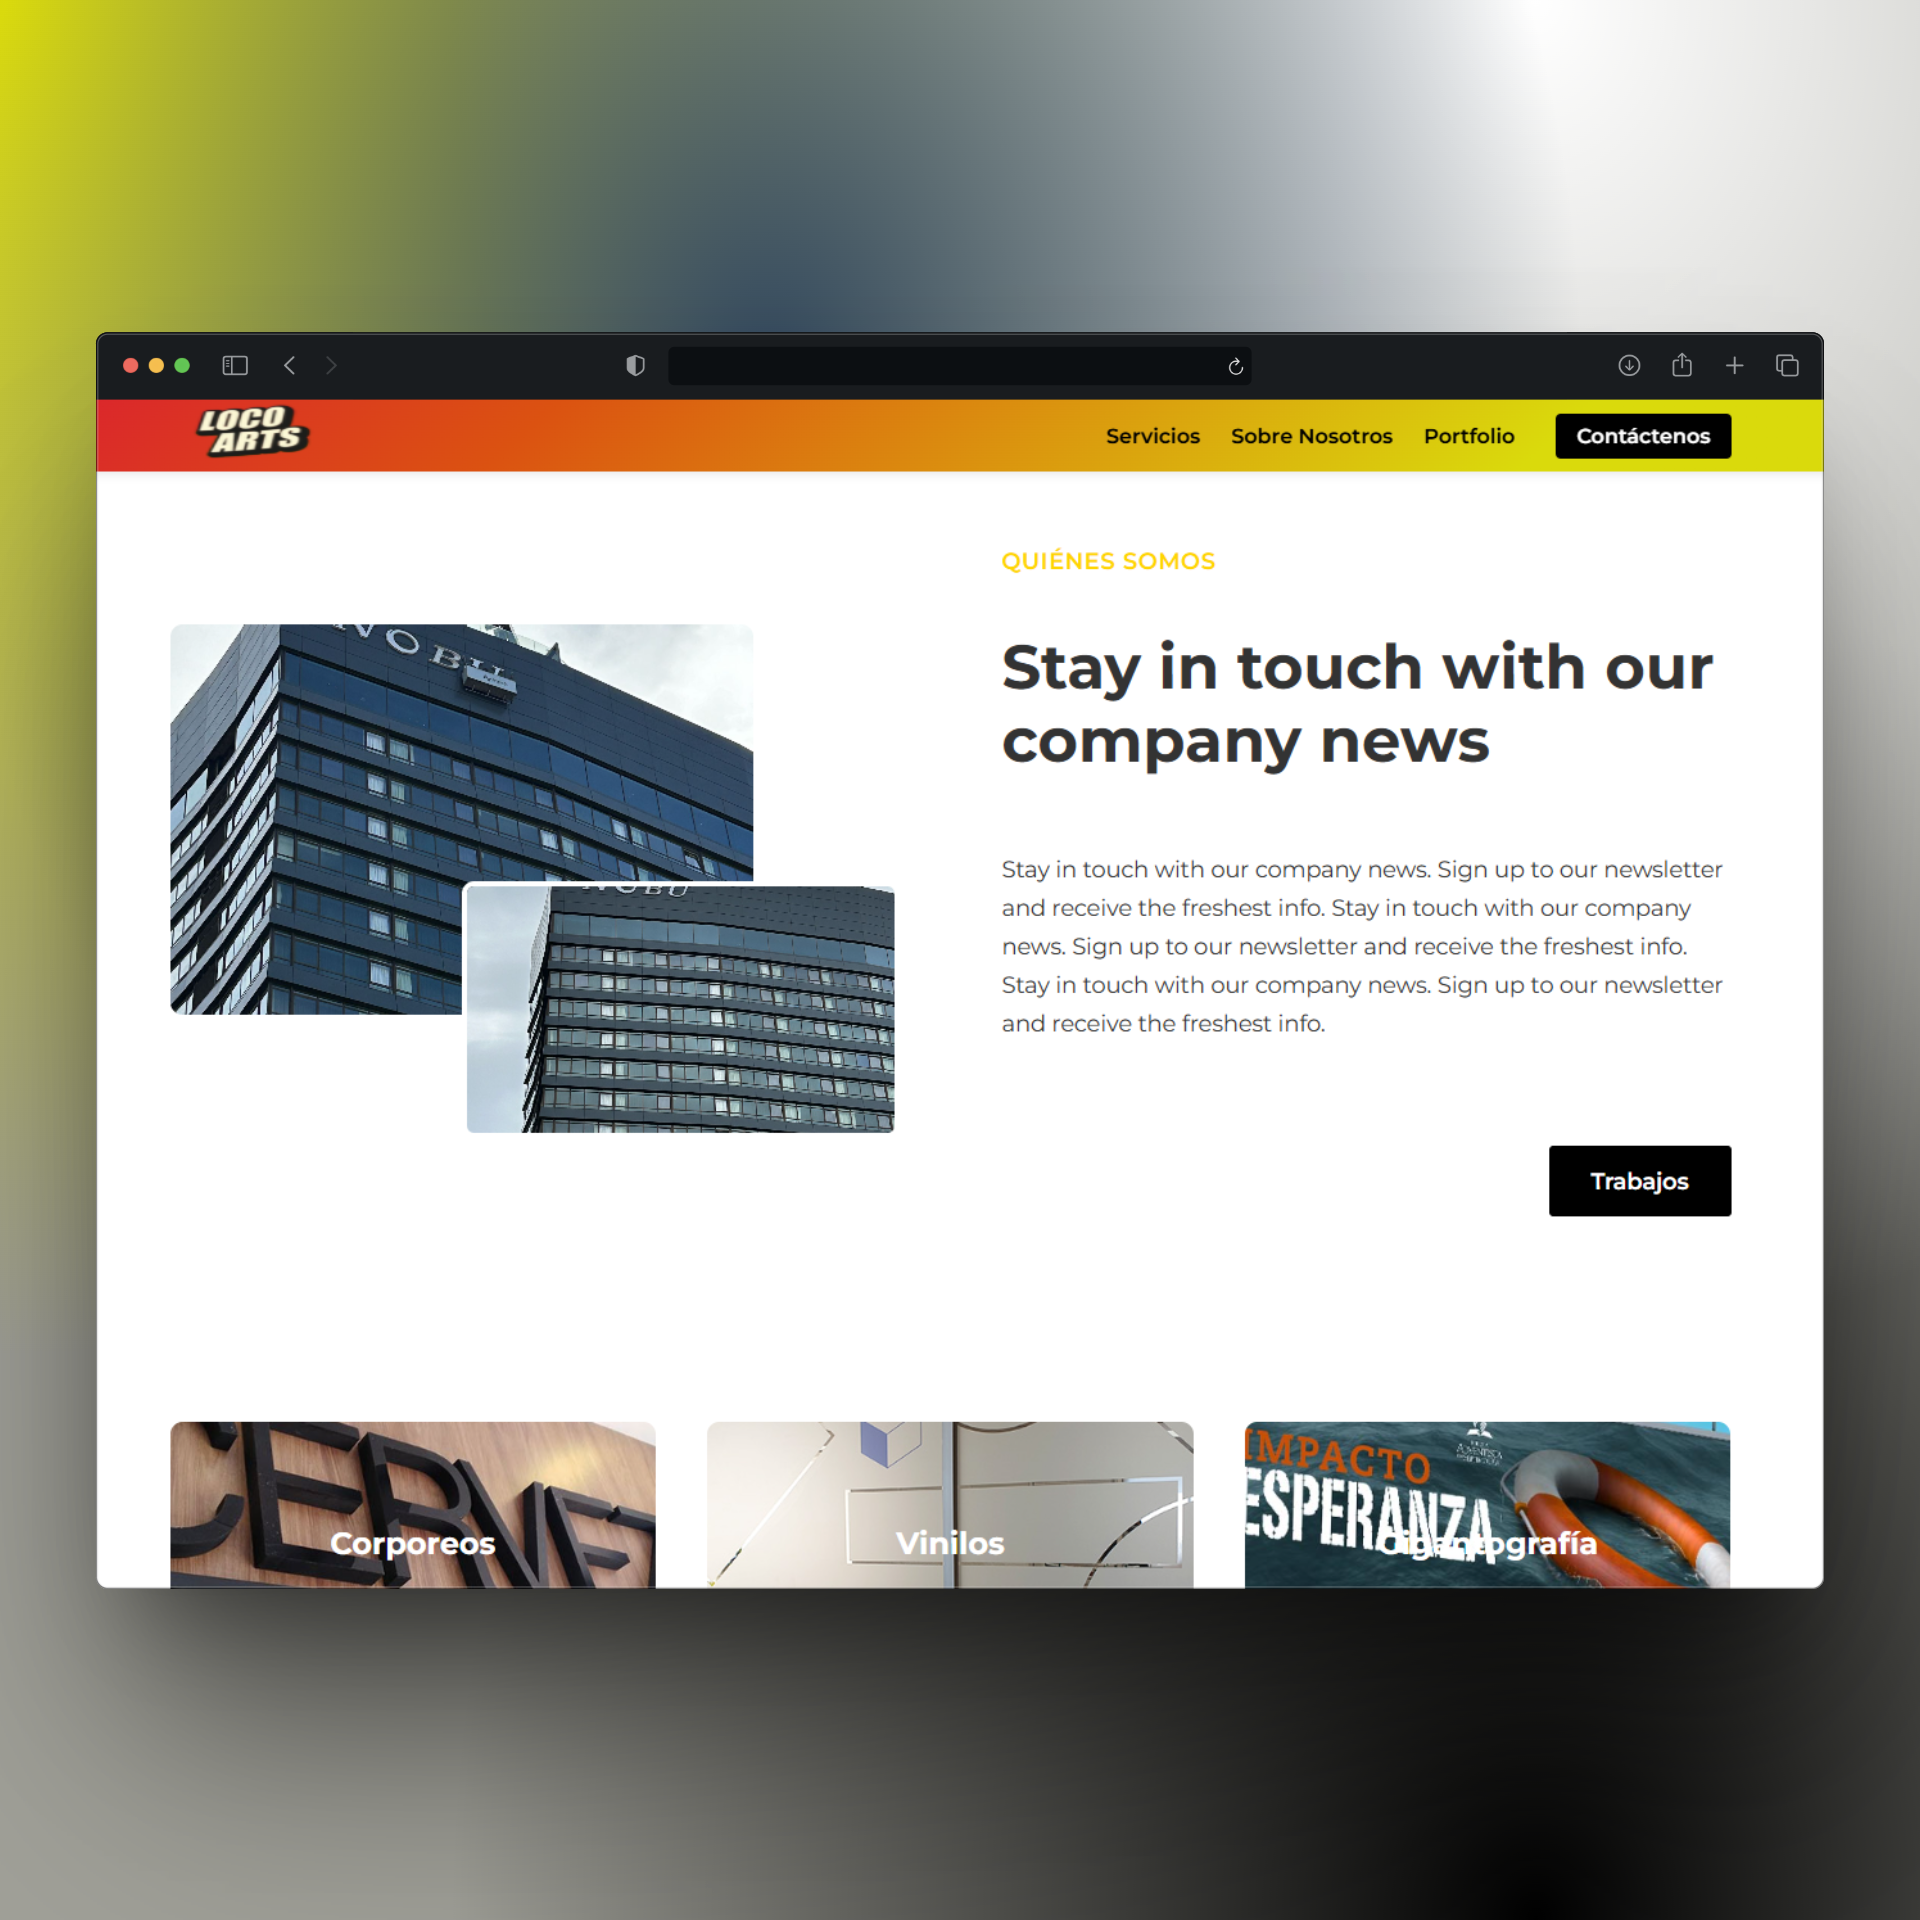 LOCO
ARTS
Servicios
Sobre Nosotros
Portfolio
Contáctenos
QUIÉNES SOMOS
NOBU
Stay in touch with our
company news
NOBU
Stay in touch with our company news. Sign up to our newsletter
and receive the freshest info. Stay in touch with our company
news. Sign up to our newsletter and receive the freshest info.
Stay in touch with our company news. Sign up to our newsletter
and receive the freshest info.
Trabajos
CERVE
Corporeos
Vinilos
IMPACTO
ESPERANZA
Gigantografía